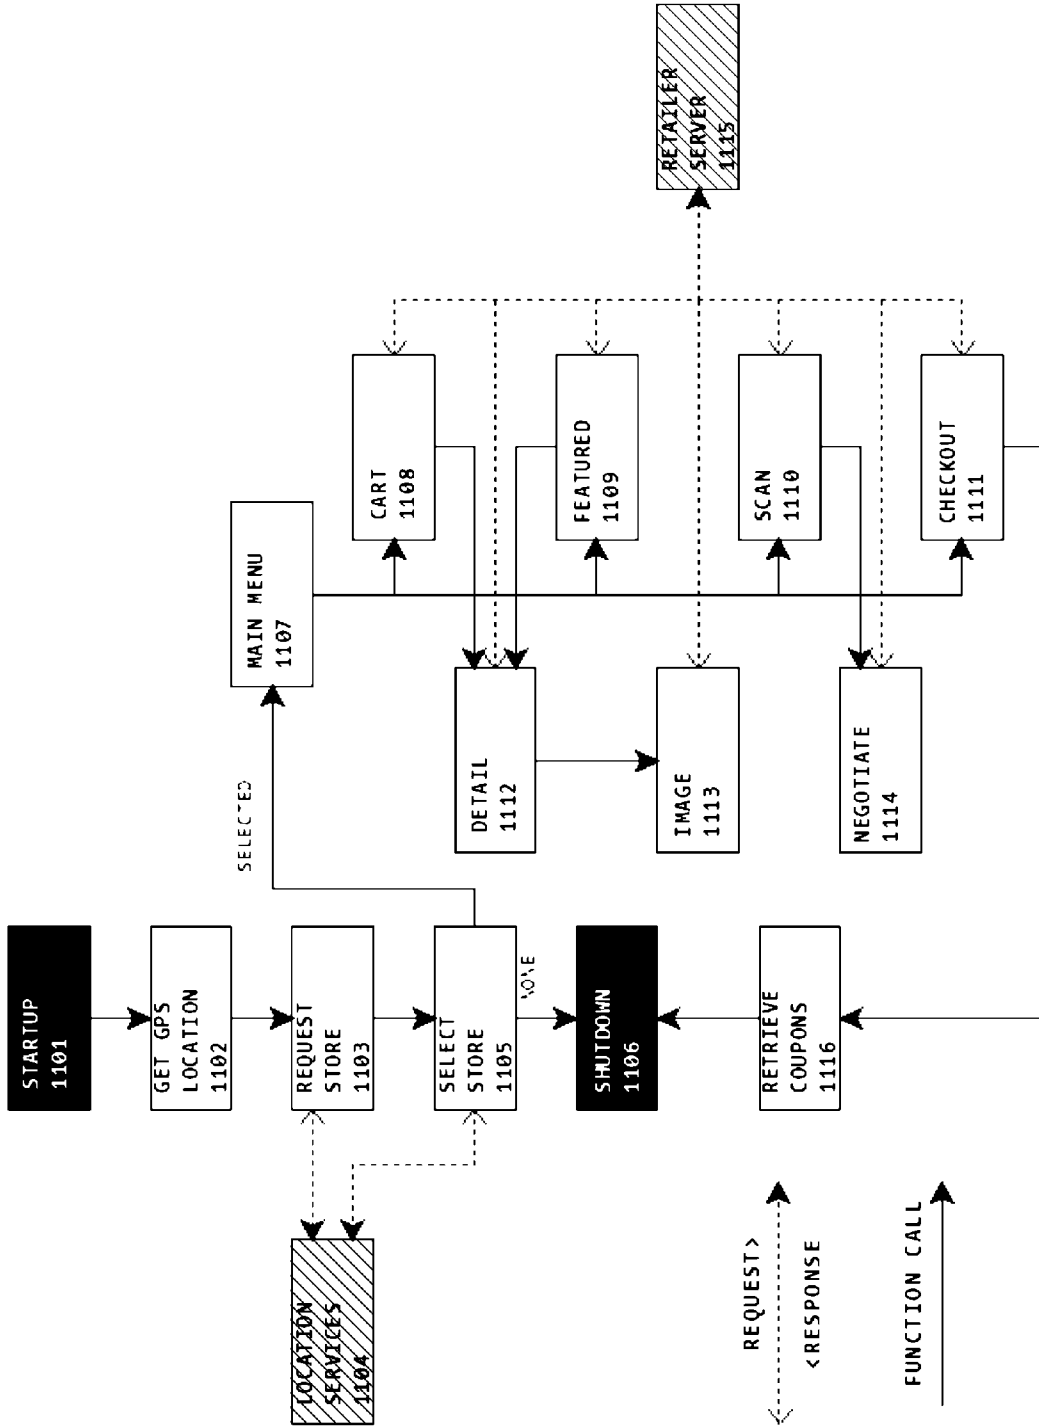 STARTUP
1101
GET GPS
LOCATION
1102
REQUEST
STORE
1103
LOCATION
SERVICES
1104
SELECT
STORE
1105
NONE
SHUTDOWN
1106
RETRIEVE
COUPONS
1116
SELECTED
MAIN MENU
1107
CART
1108
FEATURED
1109
SCAN
1110
CHECKOUT
1111
DETAIL
1112
IMAGE
1113
NEGOTIATE
1114
RETAILER
SERVER
1115
REQUEST>
<RESPONSE
FUNCTION CALL